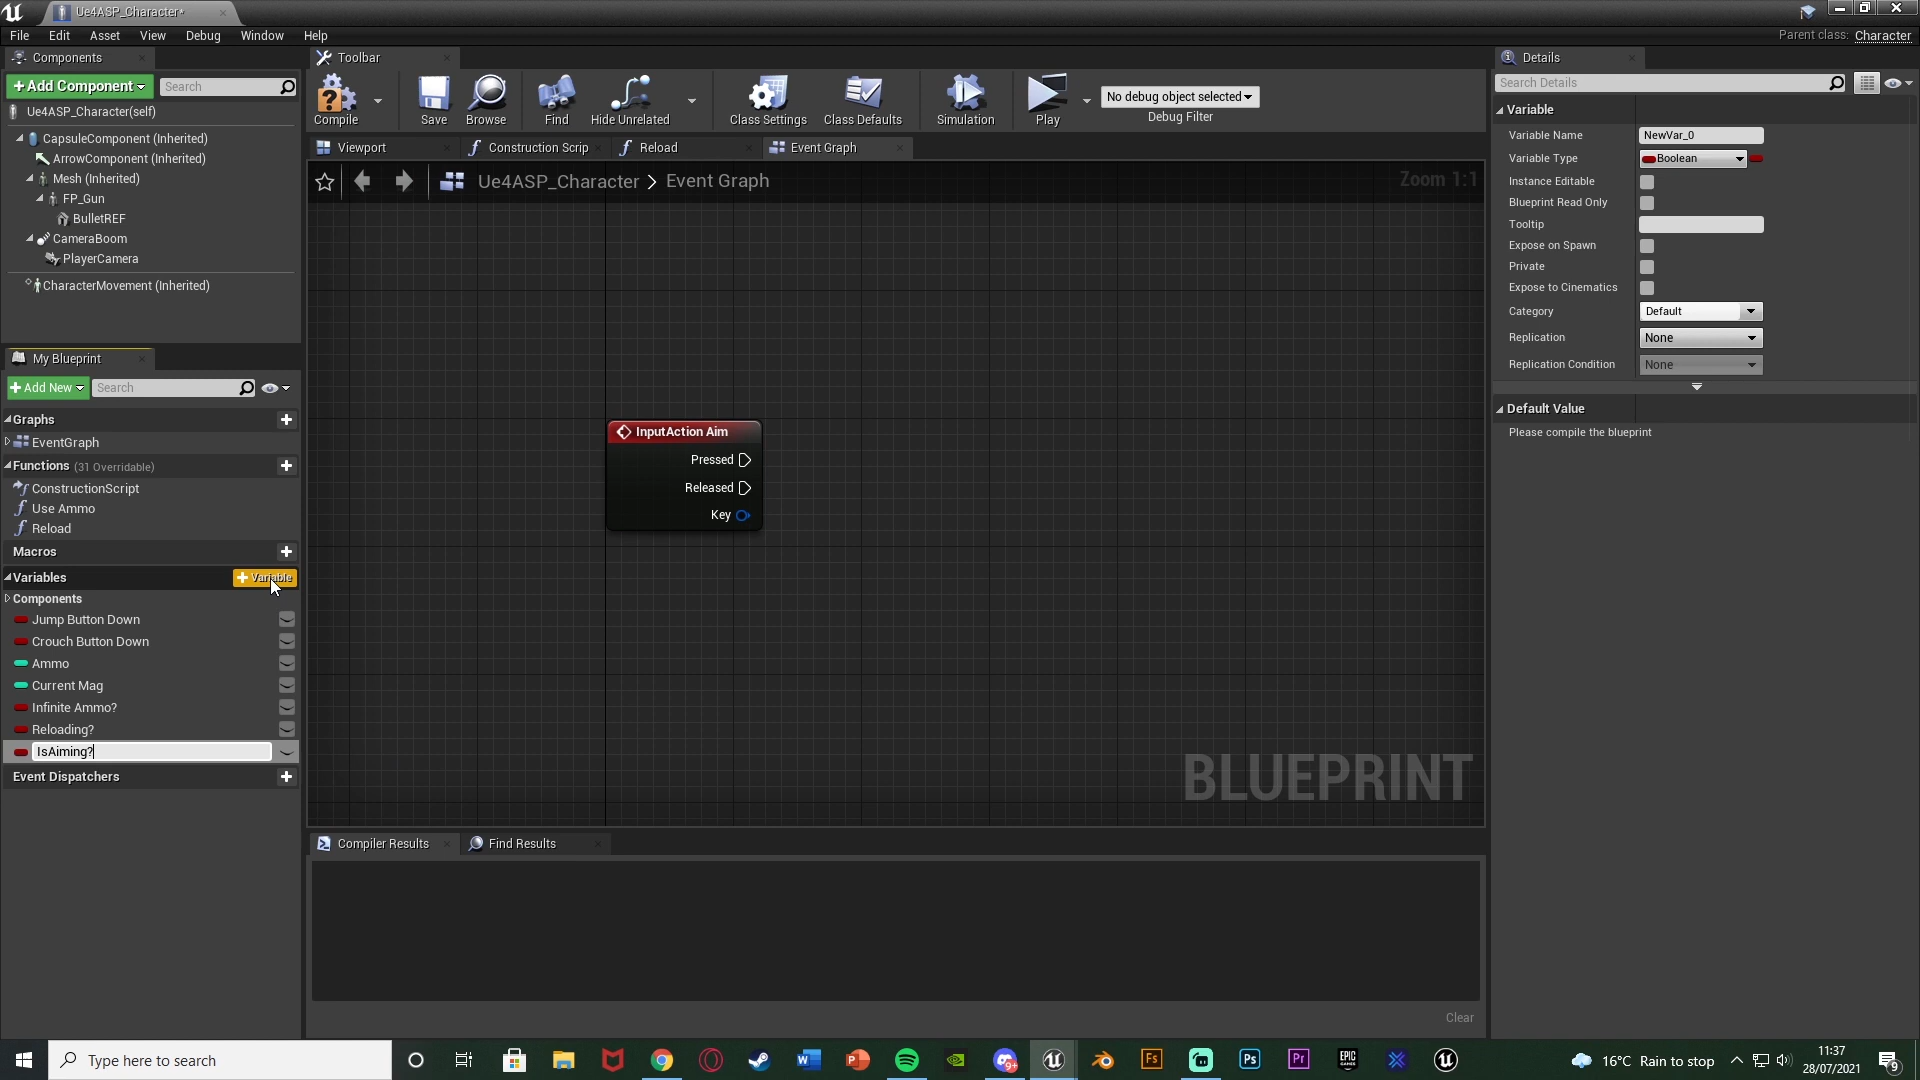 Ue4ASP_Character*
File Edit Asset View Debug Window Help
Parent class: Character
Components
+ Add Component
Search
Ue4ASP_Character(self)
CapsuleComponent (Inherited)
ArrowComponent (Inherited)
Mesh (Inherited)
FP_Gun
BulletREF
CameraBoom
PlayerCamera
CharacterMovement (Inherited)
My Blueprint
+ Add New
Search
Graphs
EventGraph
Functions (31 Overridable)
ConstructionScript
Use Ammo
Reload
Macros
Variables
+ Variable
Components
Jump Button Down
Crouch Button Down
Ammo
Current Mag
Infinite Ammo?
Reloading?
IsAiming?
Event Dispatchers
Toolbar
Compile
Save
Browse
Find
Hide Unrelated
Class Settings
Class Defaults
Simulation
Play
No debug object selected
Debug Filter
Viewport
Construction Scrip
Reload
Event Graph
Ue4ASP_Character > Event Graph
Zoom 1:1
InputAction Aim
Pressed
Released
Key
BLUEPRINT
Compiler Results
Find Results
Clear
Details
Search Details
Variable
Variable Name NewVar_0
Variable Type Boolean
Instance Editable
Blueprint Read Only
Tooltip
Expose on Spawn
Private
Expose to Cinematics
Category Default
Replication None
Replication Condition None
Default Value
Please compile the blueprint
Type here to search
16°C Rain to stop
11:37
28/07/2021